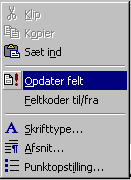 Klip
Kopier
Sæt ind
Opdater felt
Feltkoder til/fra
Skrifttype...
Afsnit...
Punktopstilling...